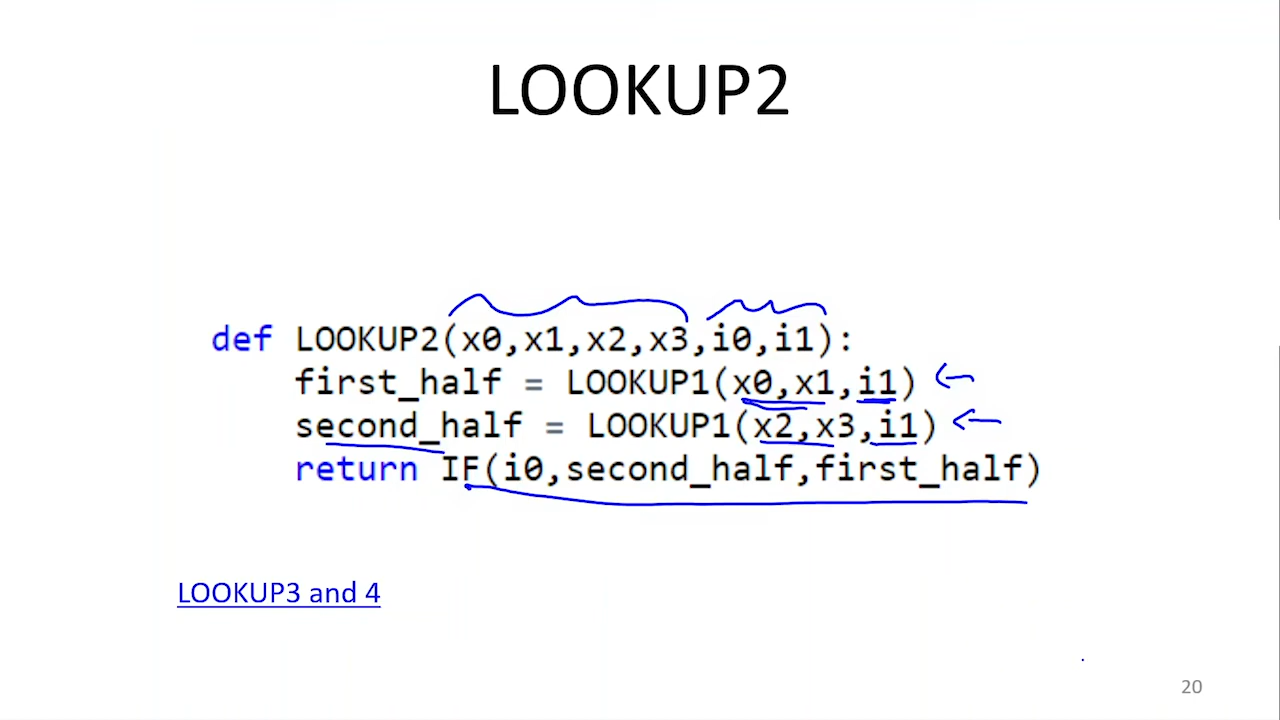 LOOKUP2
def LOOKUP2(x0,x1,x2,x3,i0,i1):
first_half = LOOKUP1(x0,x1,i1)
second_half = LOOKUP1(x2,x3,i1)
return IF(i0,second_half,first_half)
LOOKUP3 and 4
20